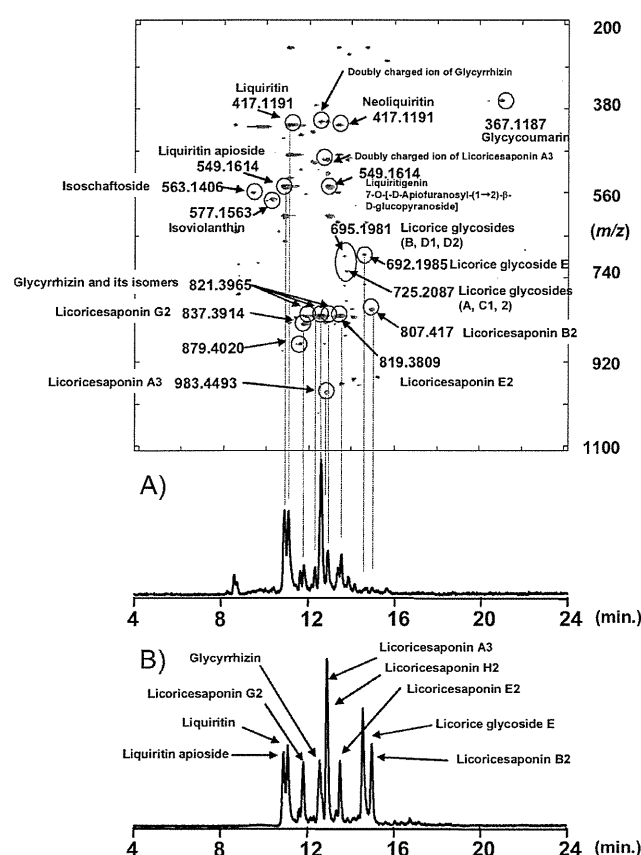 200
Doubly charged ion of Glycyrrhizin
Liquiritin
417.1191
Neoliquiritin
417.1191
380
367.1187
Glycycoumarin
Liquiritin apioside
549.1614
Doubly charged ion of Licoricesaponin A3
549.1614
Liquiritigenin
7-O-[-D-Apiofuranosyl-(1→2)-β-
D-glucopyranoside]
Isoschaftoside 563.1406
577.1563
Isoviolanthin
560
(m/z)
695.1981 Licorice glycosides
(B, D1, D2)
692.1985 Licorice glycoside E
740
725.2087 Licorice glycosides
(A, C1, 2)
Glycyrrhizin and its isomers 821.3965
Licoricesaponin G2 837.3914
807.417 Licoricesaponin B2
879.4020
819.3809
920
Licoricesaponin A3 983.4493
Licoricesaponin E2
1100
A)
4 8 12 16 20 24 (min.)
B)
Licoricesaponin A3
Glycyrrhizin
Licoricesaponin H2
Licoricesaponin G2
Licoricesaponin E2
Liquiritin
Licorice glycoside E
Liquiritin apioside
Licoricesaponin B2
4 8 12 16 20 24 (min.)